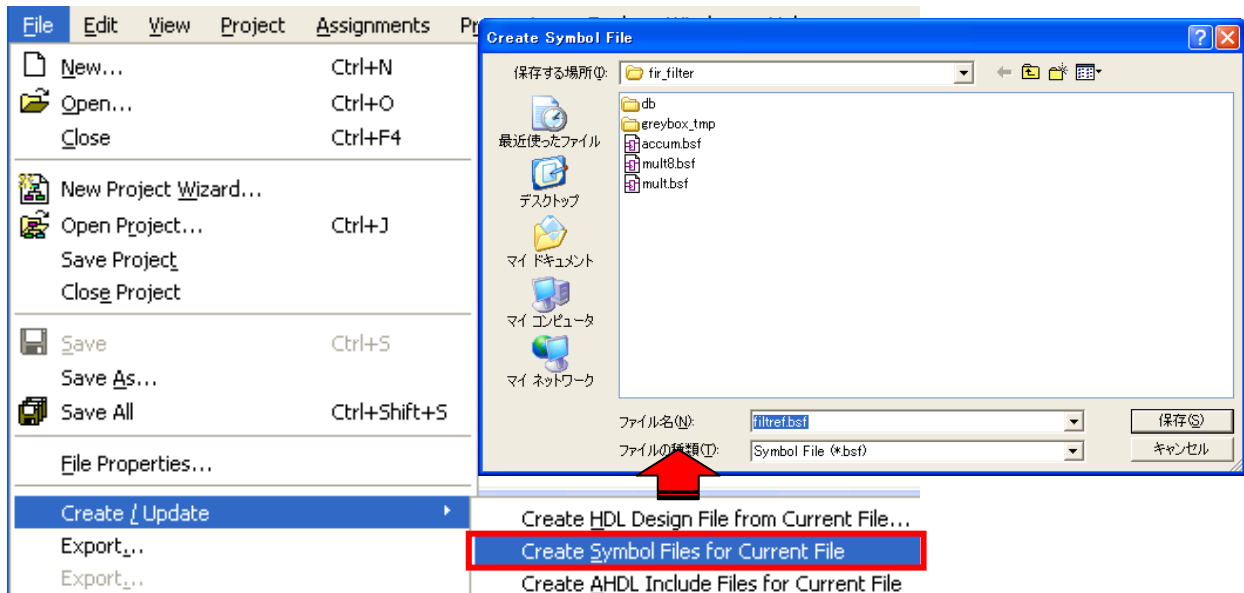 File Edit View Project Assignments Pr
New... Ctrl+N
Open... Ctrl+O
Close Ctrl+F4
New Project Wizard...
Open Project... Ctrl+J
Save Project
Close Project
Save Ctrl+S
Save As...
Save All Ctrl+Shift+S
File Properties...
Create / Update
Export...
Export...
Create HDL Design File from Current File...
Create Symbol Files for Current File
Create AHDL Include Files for Current File
Create Symbol File
保存する場所(I): fir_filter
最近使ったファイル
デスクトップ
マイ ドキュメント
マイ コンピュータ
マイ ネットワーク
db
greybox_tmp
accum.bsf
mult8.bsf
mult.bsf
ファイル名(N): filtref.bsf 保存(S)
ファイルの種類(T): Symbol File (*.bsf) キャンセル